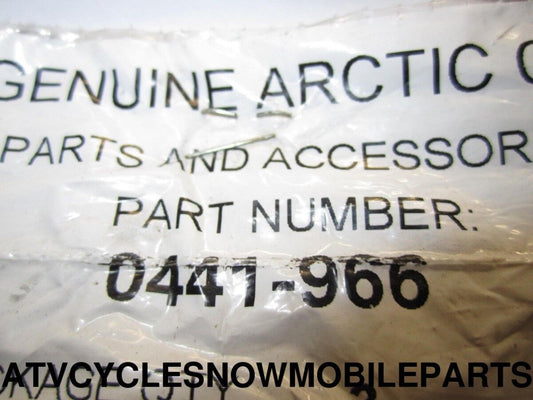 GENUINE ARCTIC C
PARTS AND ACCESSOR
PART NUMBER:
0441-966
ATVCYCLESNOWMOBILEPARTS